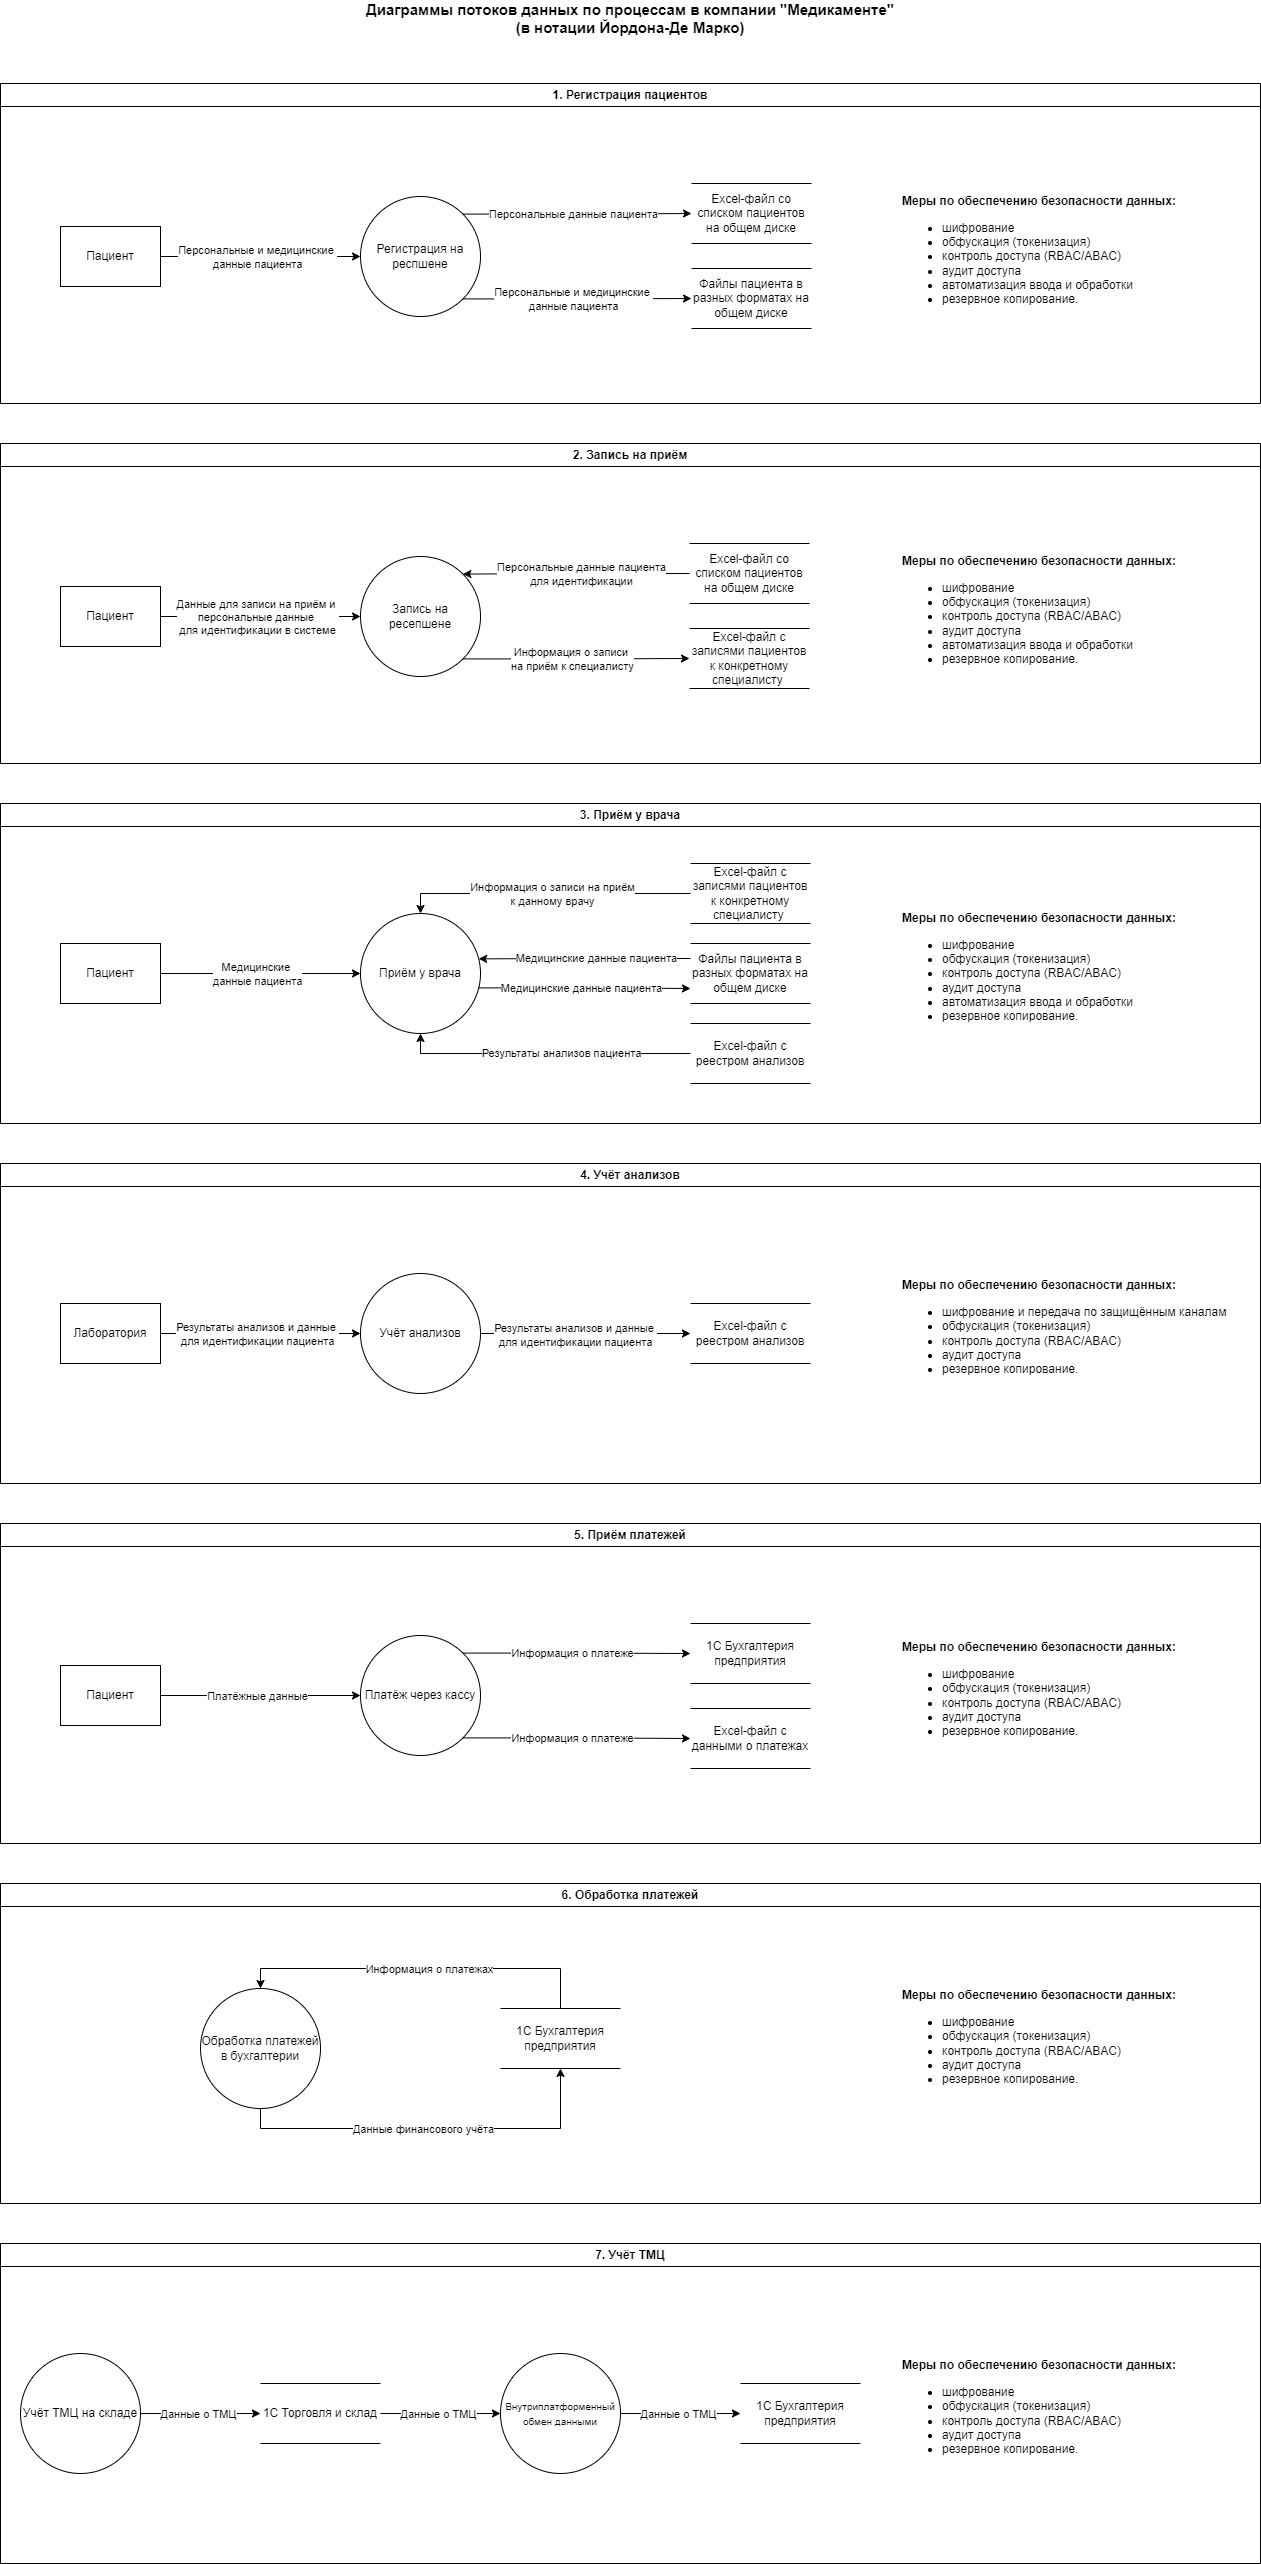 Диаграммы потоков данных по процессам в компании "Медикаменте"
(в нотации Йордона-Де Марко)
1. Регистрация пациентов
Пациент
Персональные и медицинские
данные пациента
Регистрация на
респшене
Персональные данные пациента
Excel-файл со
списком пациентов
на общем диске
Персональные и медицинские
данные пациента
Файлы пациента в
разных форматах на
общем диске
Меры по обеспечению безопасности данных:
шифрование
обфускация (токенизация)
контроль доступа (RBAC/ABAC)
аудит доступа
автоматизация ввода и обработки
резервное копирование.
2. Запись на приём
Пациент
Данные для записи на приём и
персональные данные
для идентификации в системе
Запись на
ресепшене
Персональные данные пациента
для идентификации
Excel-файл со
списком пациентов
на общем диске
Информация о записи
на приём к специалисту
Excel-файл с
записями пациентов
к конкретному
специалисту
Меры по обеспечению безопасности данных:
шифрование
обфускация (токенизация)
контроль доступа (RBAC/ABAC)
аудит доступа
автоматизация ввода и обработки
резервное копирование.
3. Приём у врача
Пациент
Медицинские
данные пациента
Приём у врача
Информация о записи на приём
к данному врачу
Excel-файл с
записями пациентов
к конкретному
специалисту
Медицинские данные пациента
Медицинские данные пациента
Файлы пациента в
разных форматах на
общем диске
Результаты анализов пациента
Excel-файл с
реестром анализов
Меры по обеспечению безопасности данных:
шифрование
обфускация (токенизация)
контроль доступа (RBAC/ABAC)
аудит доступа
автоматизация ввода и обработки
резервное копирование.
4. Учёт анализов
Лаборатория
Результаты анализов и данные
для идентификации пациента
Учёт анализов
Результаты анализов и данные
для идентификации пациента
Excel-файл с
реестром анализов
Меры по обеспечению безопасности данных:
шифрование и передача по защищённым каналам
обфускация (токенизация)
контроль доступа (RBAC/ABAC)
аудит доступа
резервное копирование.
5. Приём платежей
Пациент
Платёжные данные
Платёж через кассу
Информация о платеже
1С Бухгалтерия
предприятия
Информация о платеже
Excel-файл с
данными о платежах
Меры по обеспечению безопасности данных:
шифрование
обфускация (токенизация)
контроль доступа (RBAC/ABAC)
аудит доступа
резервное копирование.
6. Обработка платежей
Информация о платежах
Обработка платежей
в бухгалтерии
1С Бухгалтерия
предприятия
Данные финансового учёта
Меры по обеспечению безопасности данных:
шифрование
обфускация (токенизация)
контроль доступа (RBAC/ABAC)
аудит доступа
резервное копирование.
7. Учёт ТМЦ
Учёт ТМЦ на складе
Данные о ТМЦ
1С Торговля и склад
Данные о ТМЦ
Внутриплатформенный
обмен данными
Данные о ТМЦ
1С Бухгалтерия
предприятия
Меры по обеспечению безопасности данных:
шифрование
обфускация (токенизация)
контроль доступа (RBAC/ABAC)
аудит доступа
резервное копирование.